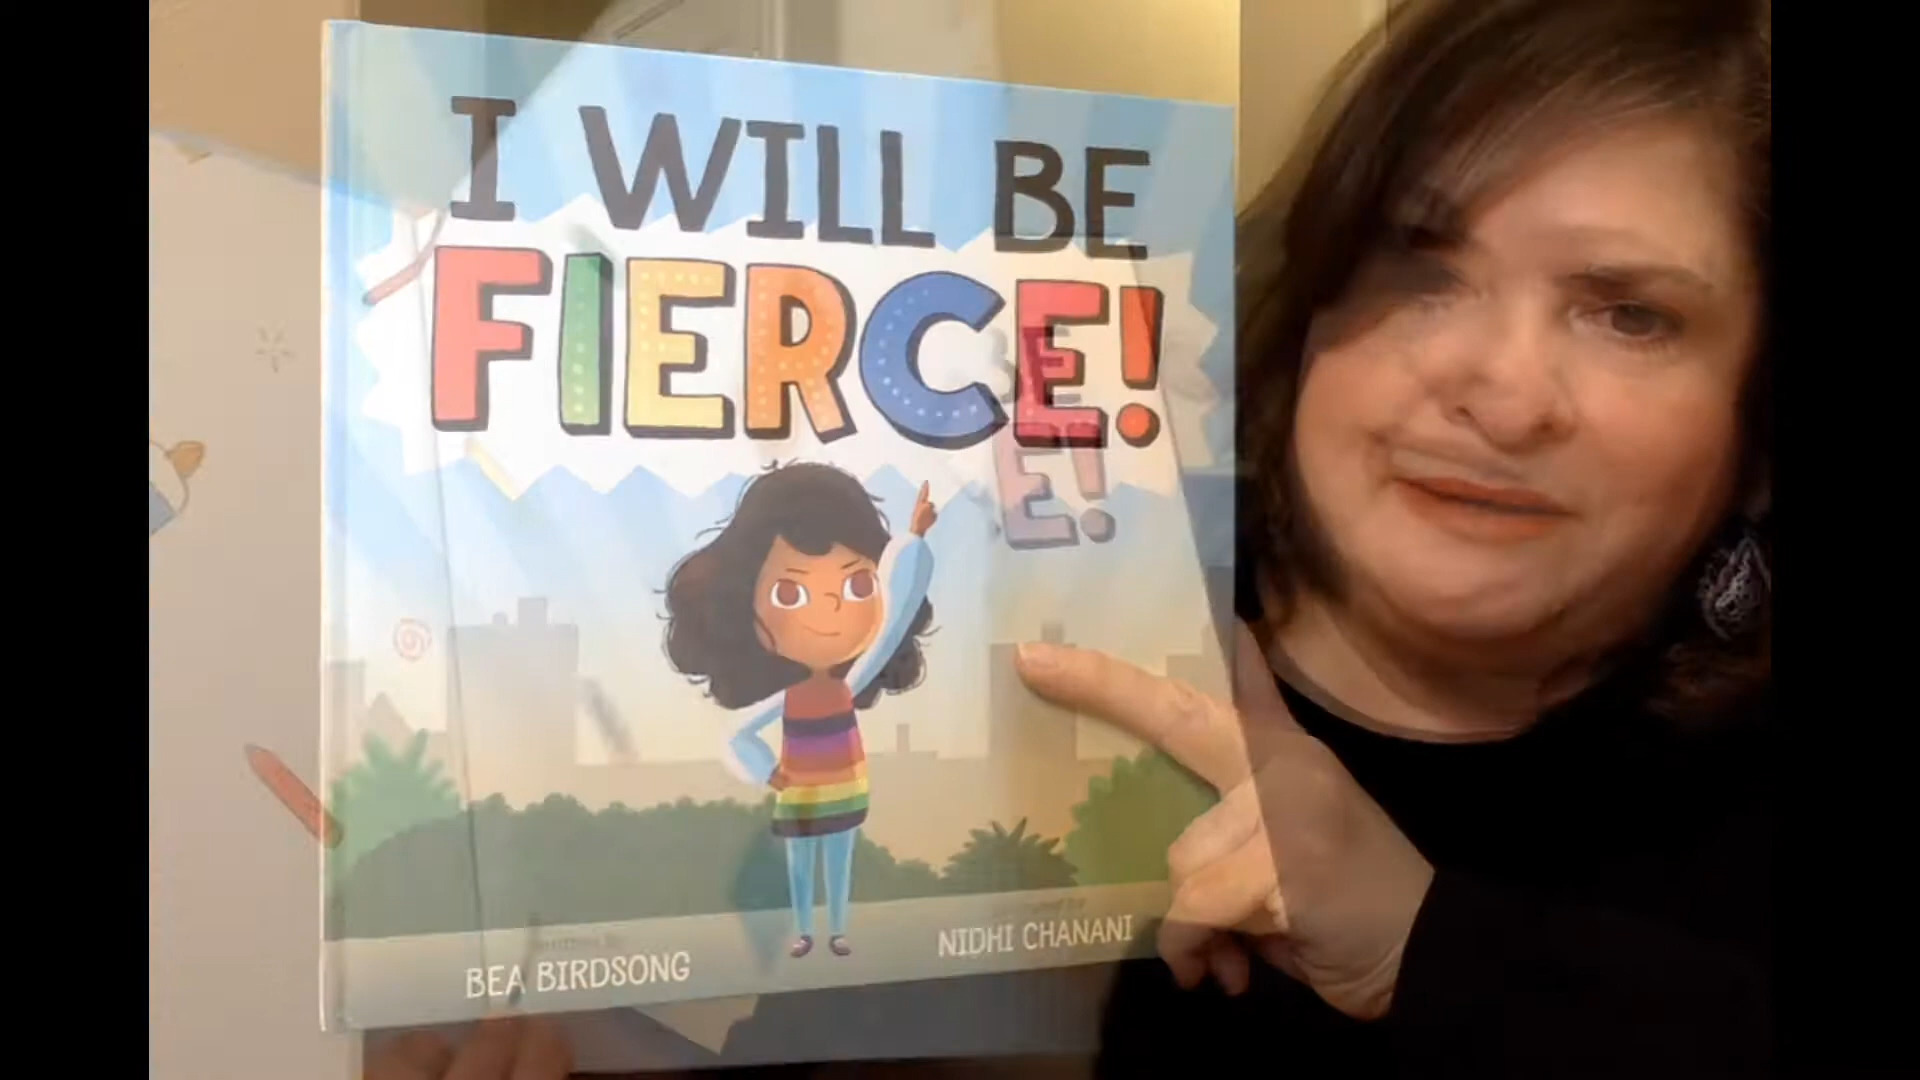 I WILL BE
FIERCE!
E!
BEA BIRDSONG
NIDHI CHANANI